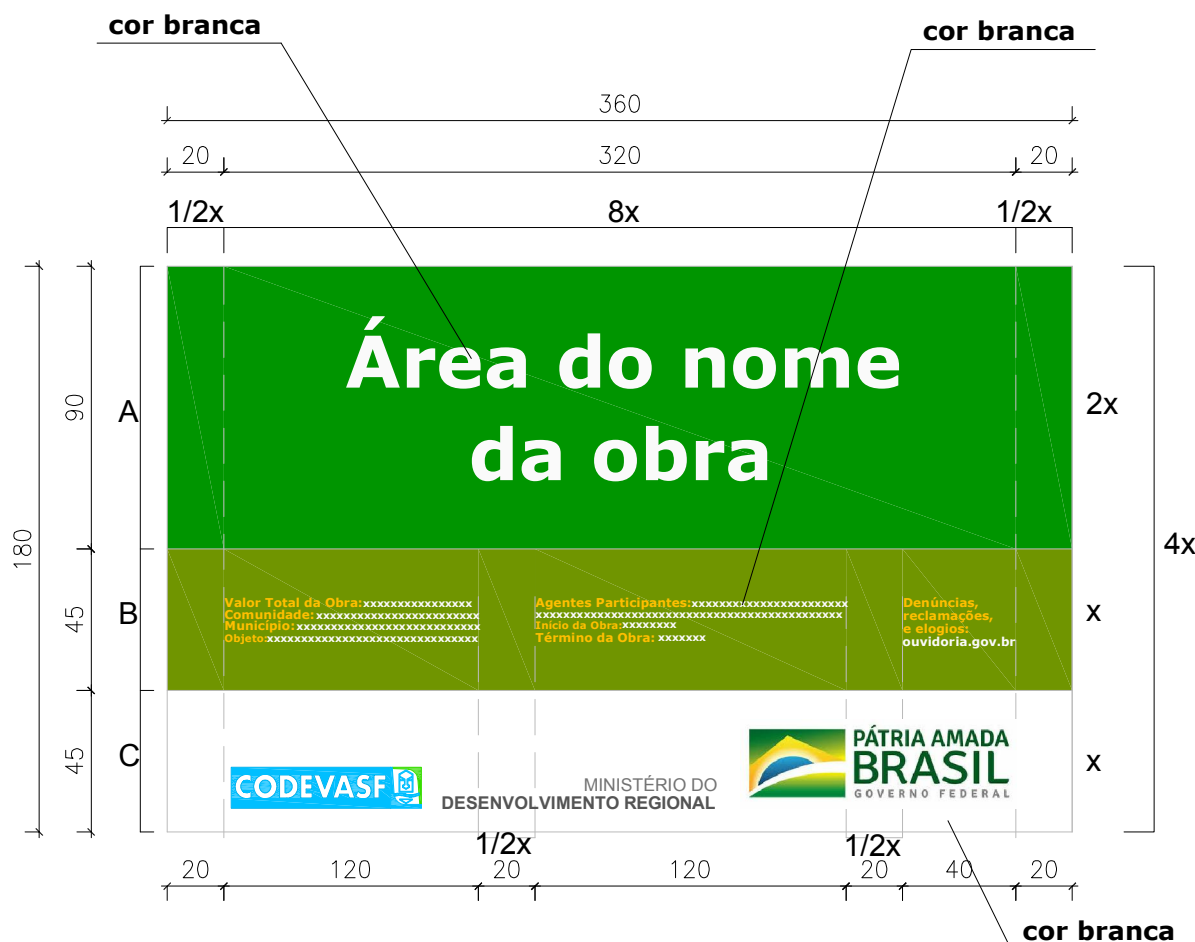 cor branca
cor branca
360
20
320
20
1/2x
8x
1/2x
180
90
A
Área do nome
da obra
2x
4x
45
B
Valor Total da Obra:xxxxxxxxxxxxxxxx
Comunidade: xxxxxxxxxxxxxxxxxxxxxxxx
Município:xxxxxxxxxxxxxxxxxxxxxxxxxxx
Objeto:xxxxxxxxxxxxxxxxxxxxxxxxxxxxxxx
Agentes Participantes:xxxxxxxxxxxxxxxxxxxxxxx
xxxxxxxxxxxxxxxxxxxxxxxxxxxxxxxxxxxxxxxxxxxxx
Início da Obra:xxxxxxxx
Término da Obra: xxxxxxx
Denúncias,
reclamações,
e elogios:
ouvidoria.gov.br
x
45
C
CODEVASF
MINISTÉRIO DO
DESENVOLVIMENTO REGIONAL
PÁTRIA AMADA
BRASIL
GOVERNO FEDERAL
x
1/2x
1/2x
20
120
20
120
20
40
20
cor branca